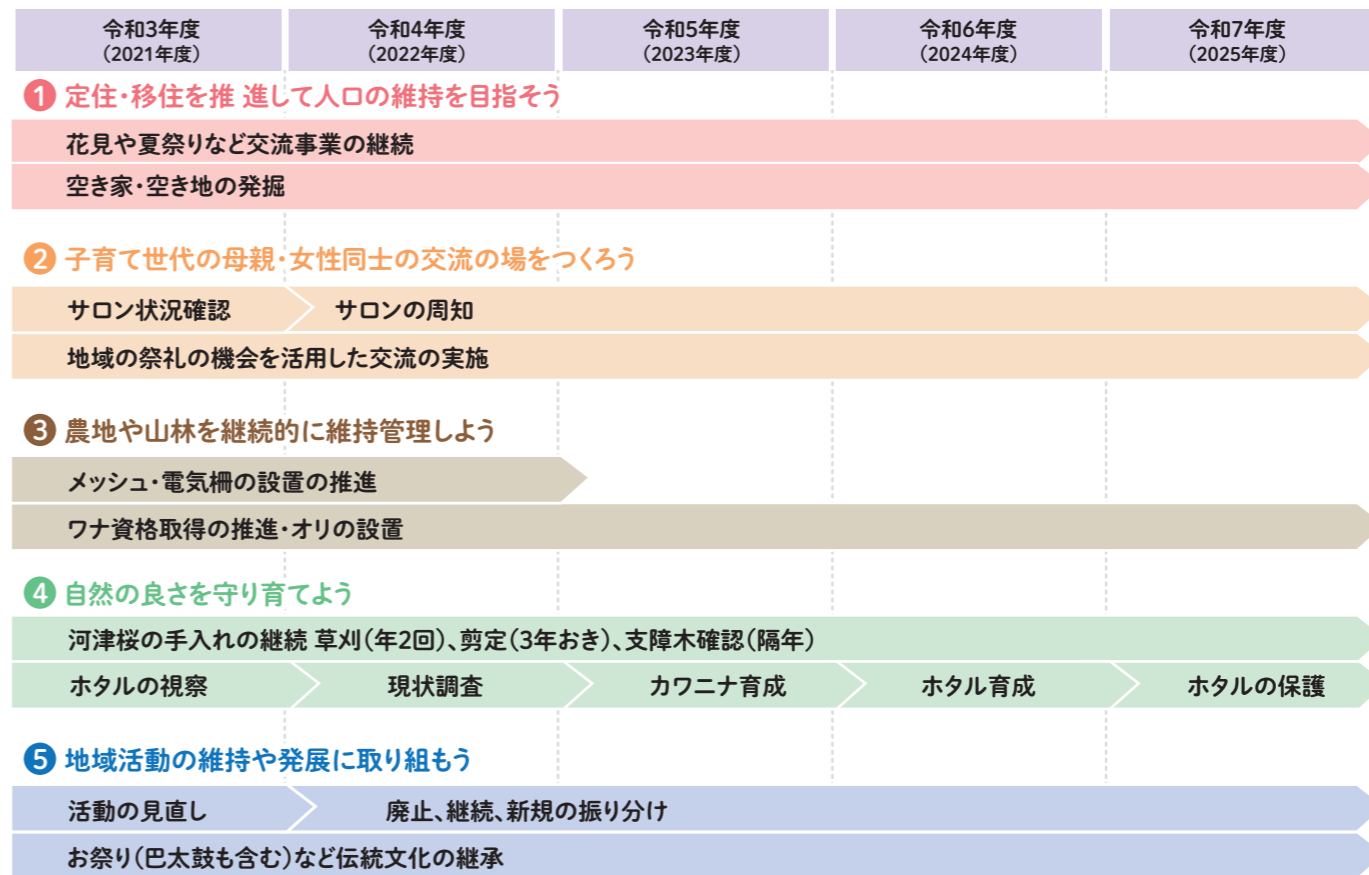 令和3年度
(2021年度)
令和4年度
(2022年度)
令和5年度
(2023年度)
令和6年度
(2024年度)
令和7年度
(2025年度)
1 定住・移住を推 進して人口の維持を目指そう
花見や夏祭りなど交流事業の継続
空き家・空き地の発掘
2 子育て世代の母親・女性同士の交流の場をつくろう
サロン状況確認 サロンの周知
地域の祭礼の機会を活用した交流の実施
3 農地や山林を継続的に維持管理しよう
メッシュ・電気柵の設置の推進
ワナ資格取得の推進・オリの設置
4 自然の良さを守り育てよう
河津桜の手入れの継続 草刈(年2回)、剪定(3年おき)、支障木確認(隔年)
ホタルの視察 現状調査 カワニナ育成 ホタル育成 ホタルの保護
5 地域活動の維持や発展に取り組もう
活動の見直し 廃止、継続、新規の振り分け
お祭り(巴太鼓も含む)など伝統文化の継承